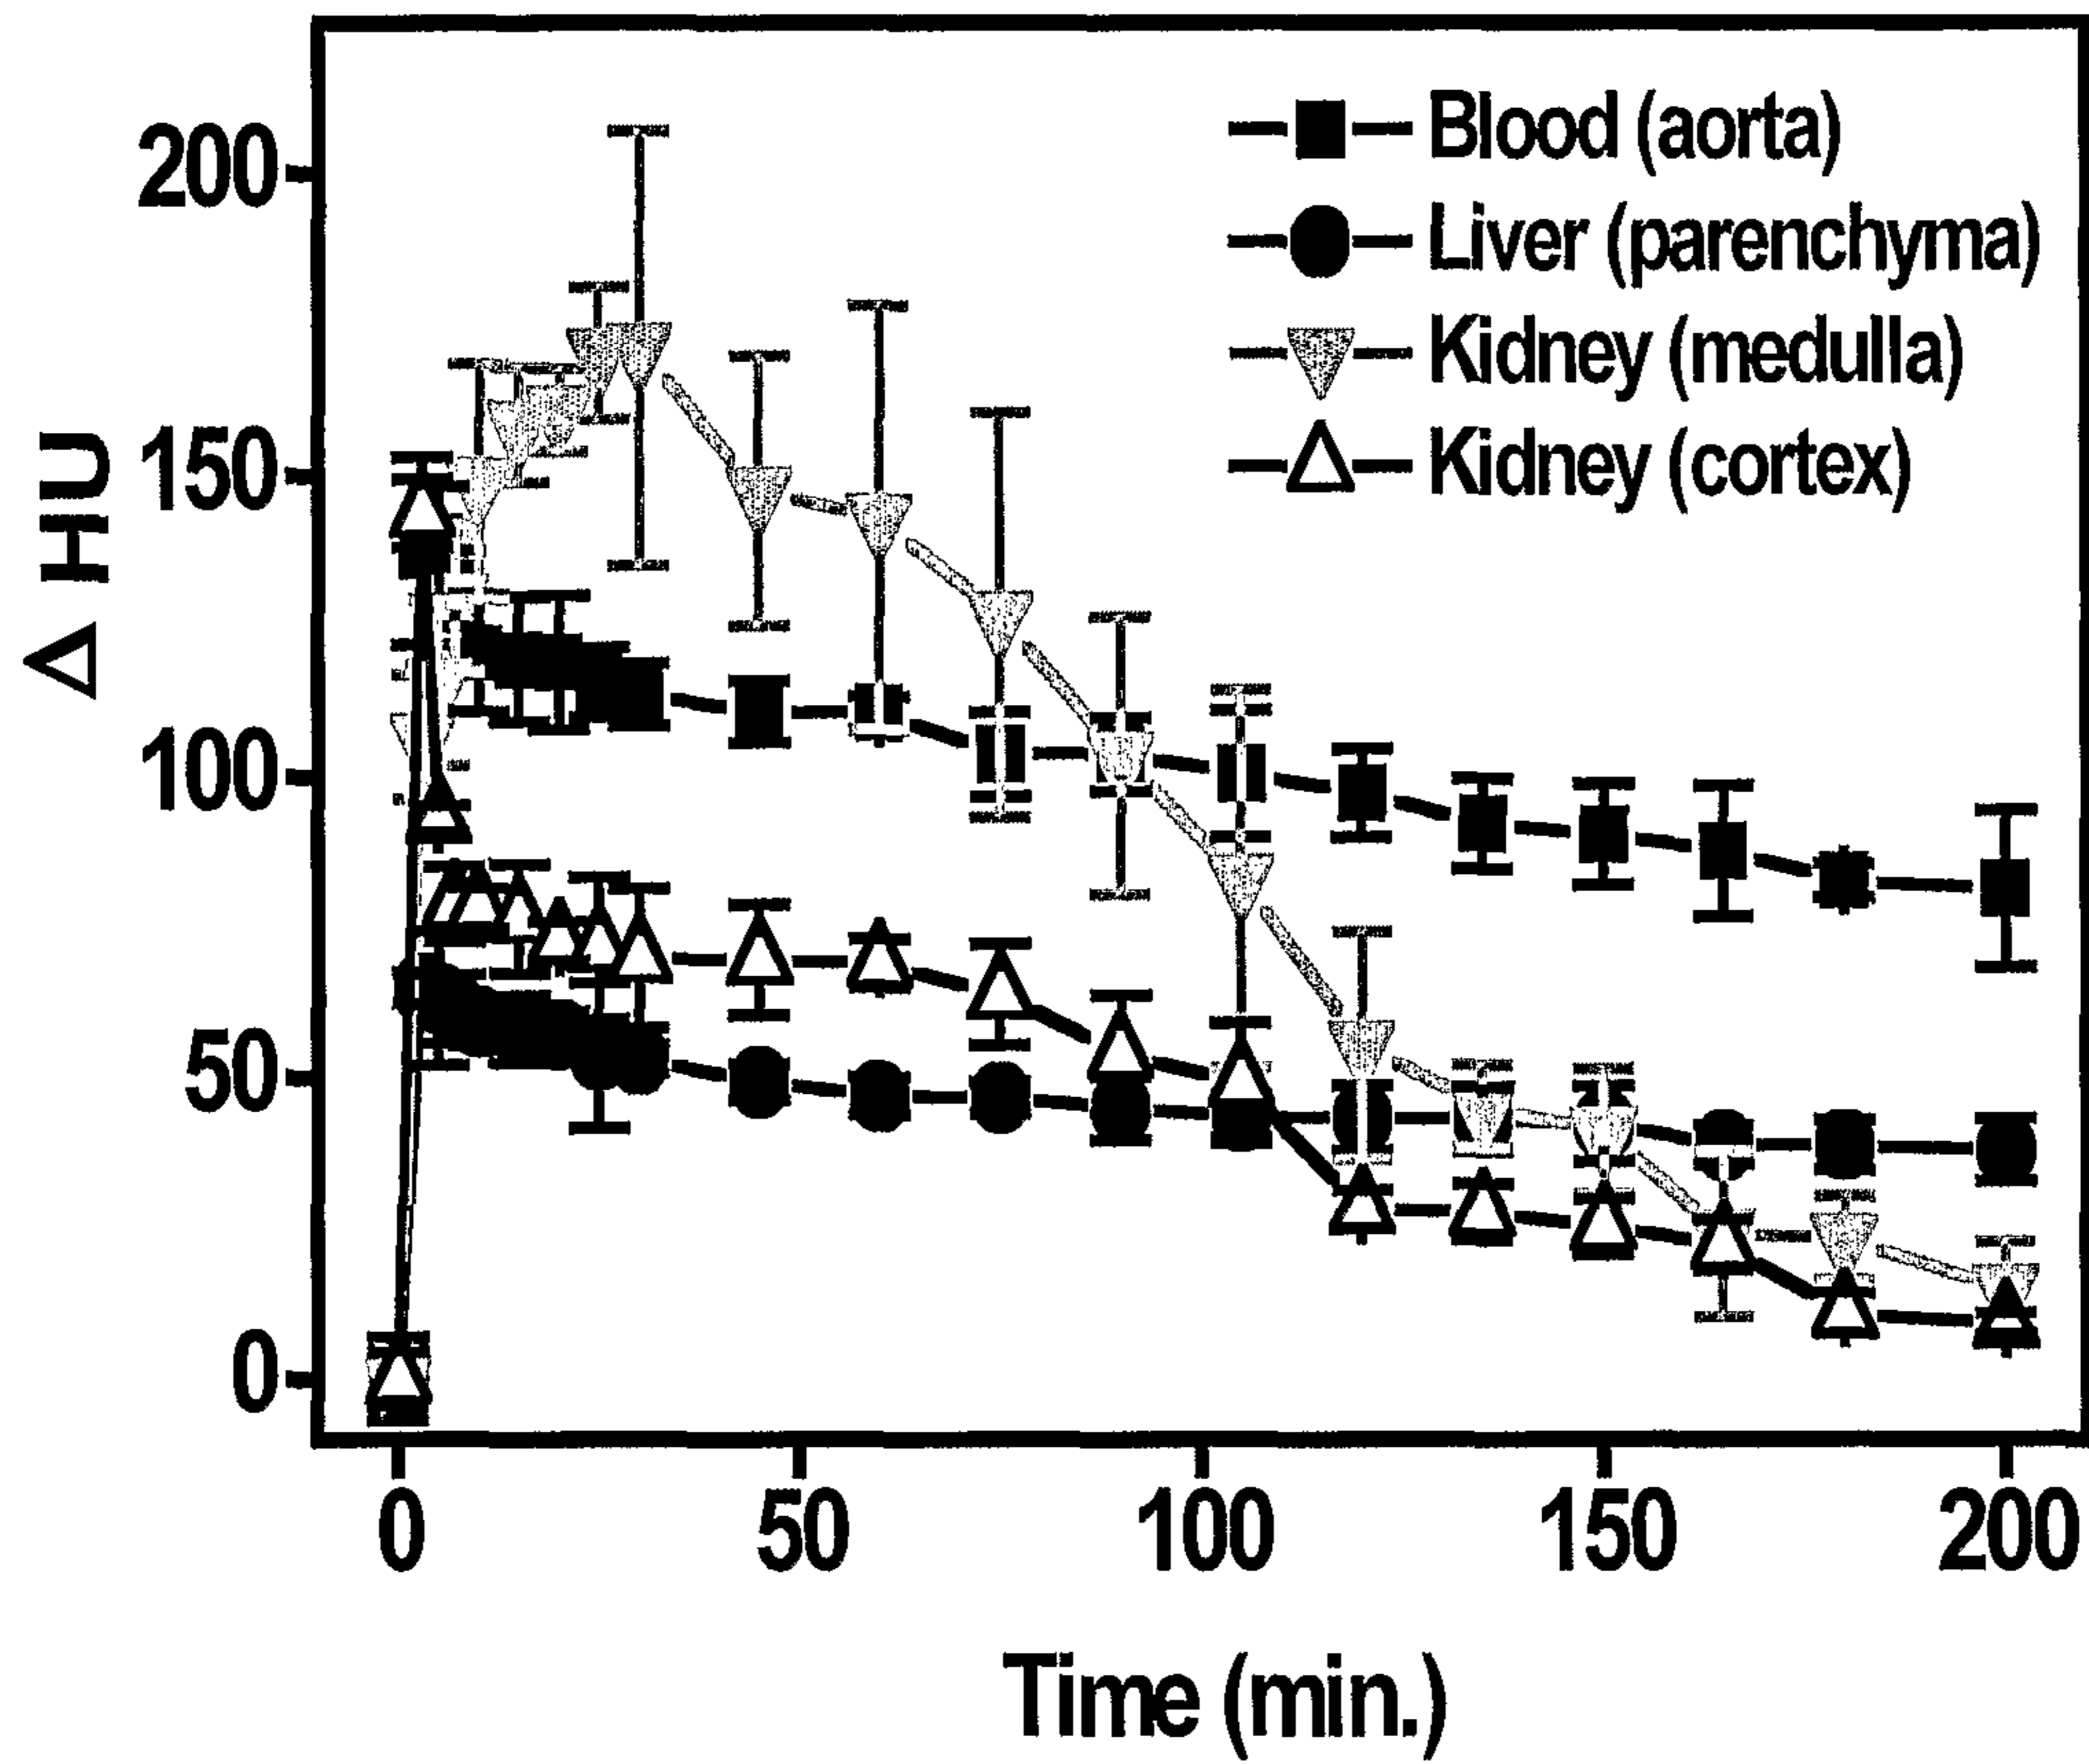 Δ HU
200
150
100
50
0
Blood (aorta)
Liver (parenchyma)
Kidney (medulla)
Kidney (cortex)
0 50 100 150 200
Time (min.)